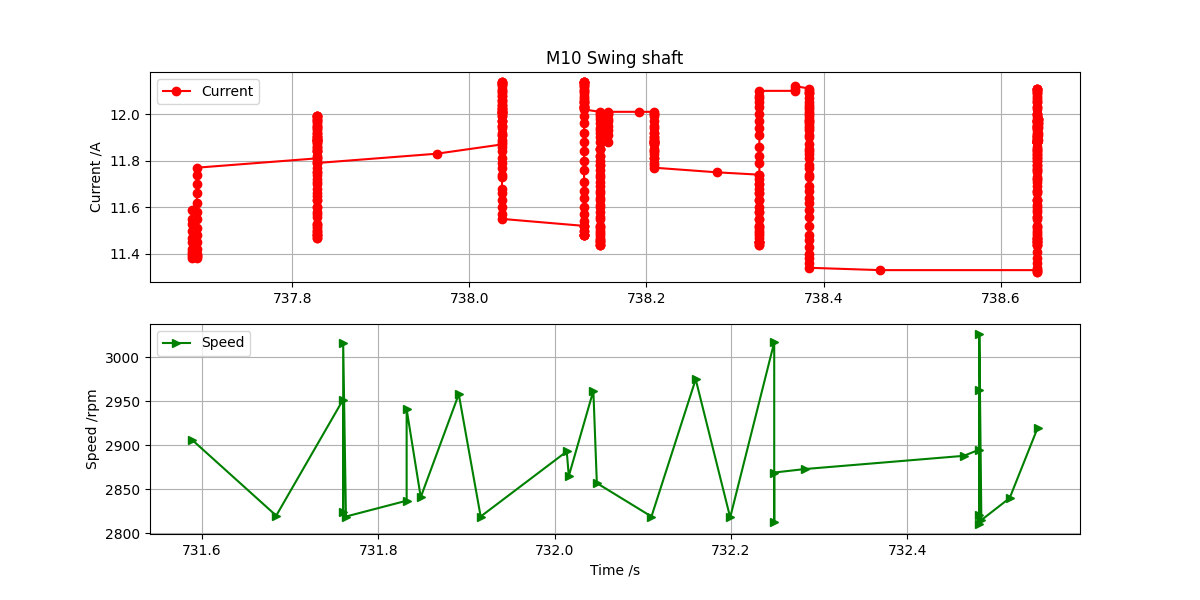 M10 Swing shaft
Current
Current /A
12.0
11.8
11.6
11.4
737.8 738.0 738.2 738.4 738.6
Speed
Speed /rpm
3000
2950
2900
2850
2800
731.6 731.8 732.0 732.2 732.4
Time /s